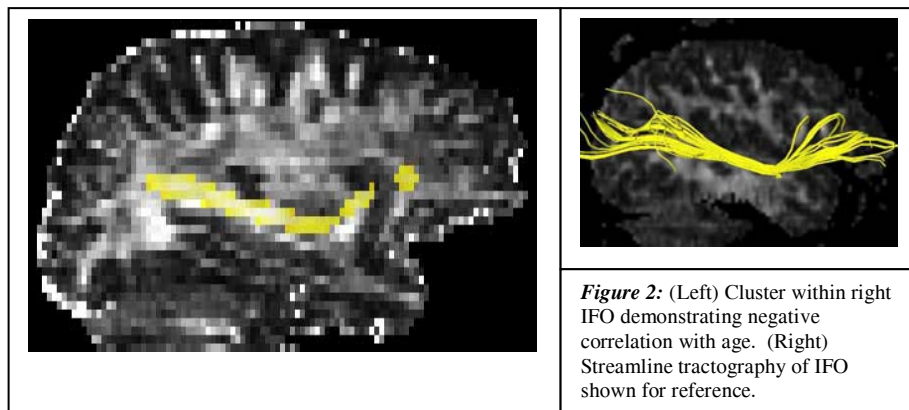 Figure 2: (Left) Cluster within right
IFO demonstrating negative
correlation with age.  (Right)
Streamline tractography of IFO
shown for reference.